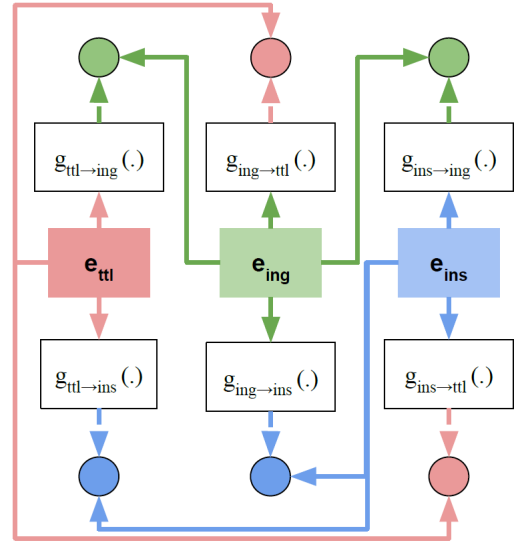 g_ttl→ing(.) g_ing→ttl(.) g_ins→ing(.)
e_ttl e_ing e_ins
g_ttl→ins(.) g_ing→ins(.) g_ins→ttl(.)